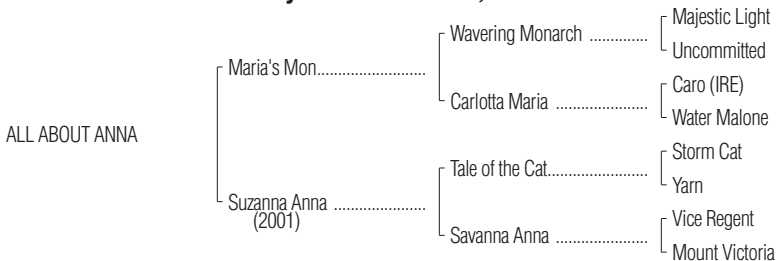 Majestic Light
Wavering Monarch ..............
Uncommitted
Maria's Mon..........................
Caro (IRE)
Carlotta Maria ......................
Water Malone
ALL ABOUT ANNA
Storm Cat
Tale of the Cat........................
Yarn
Suzanna Anna ......................
(2001)
Vice Regent
Savanna Anna ......................
Mount Victoria